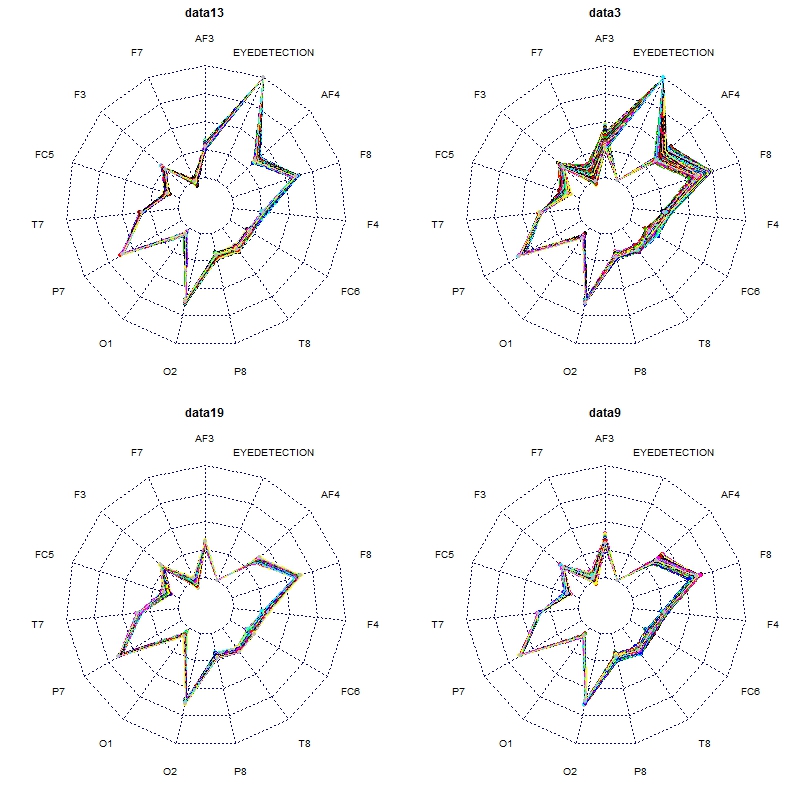 data13
AF3
EYEDETECTION
F7
AF4
F3
F8
FC5
F4
T7
FC6
P7
T8
O1
P8
O2
data3
AF3
EYEDETECTION
F7
AF4
F3
F8
FC5
F4
T7
FC6
P7
T8
O1
P8
O2
data19
AF3
EYEDETECTION
F7
AF4
F3
F8
FC5
F4
T7
FC6
P7
T8
O1
P8
O2
data9
AF3
EYEDETECTION
F7
AF4
F3
F8
FC5
F4
T7
FC6
P7
T8
O1
P8
O2